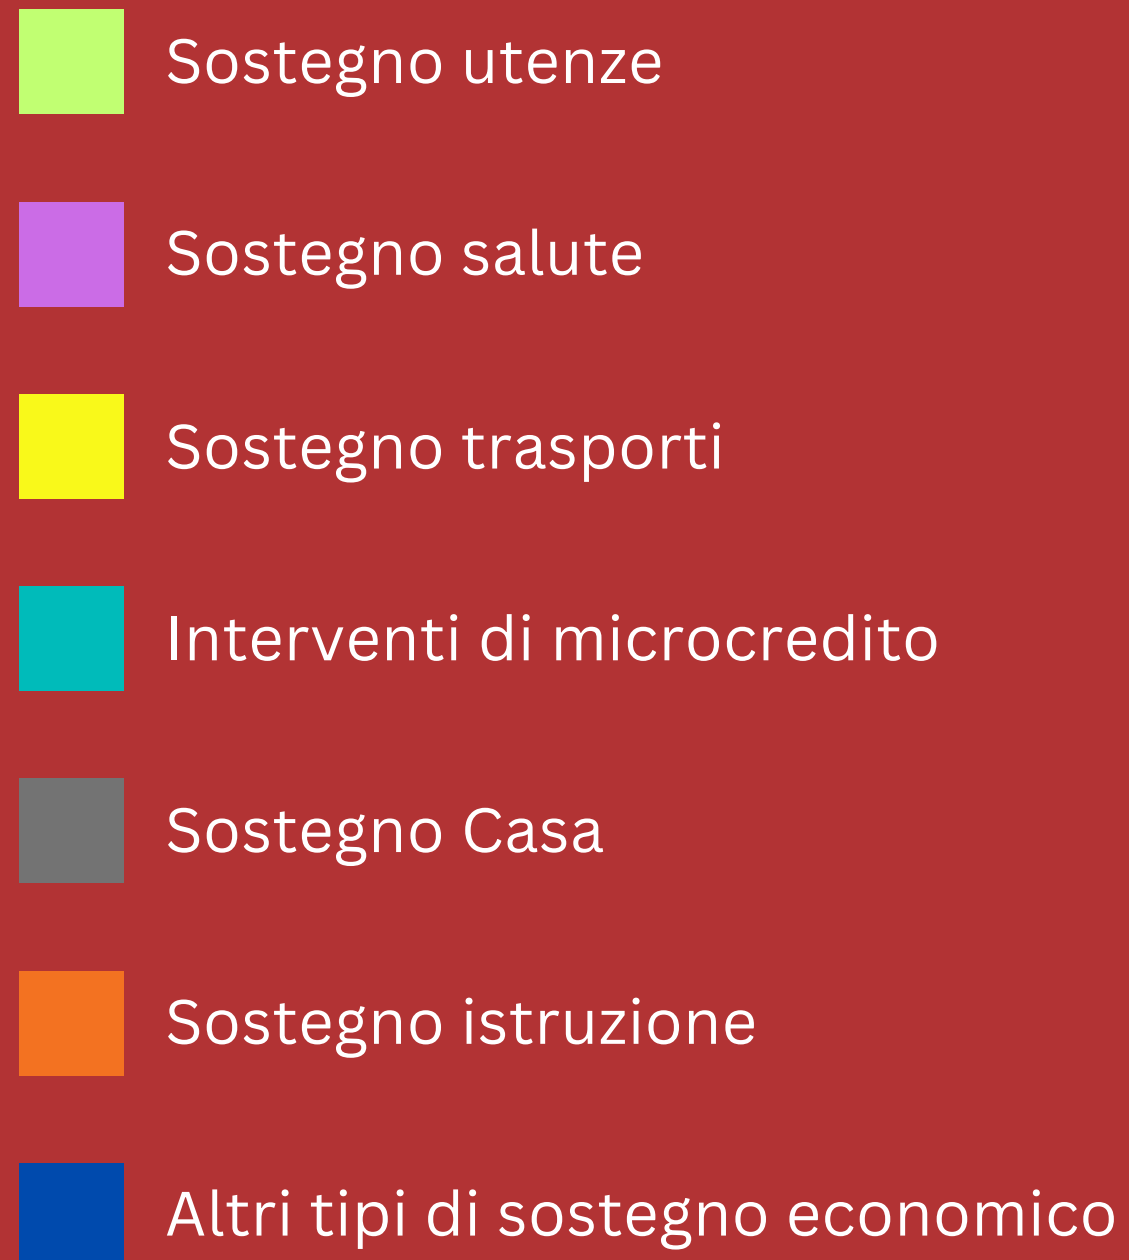 Sostegno utenze
Sostegno salute
Sostegno trasporti
Interventi di microcredito
Sostegno Casa
Sostegno istruzione
Altri tipi di sostegno economico